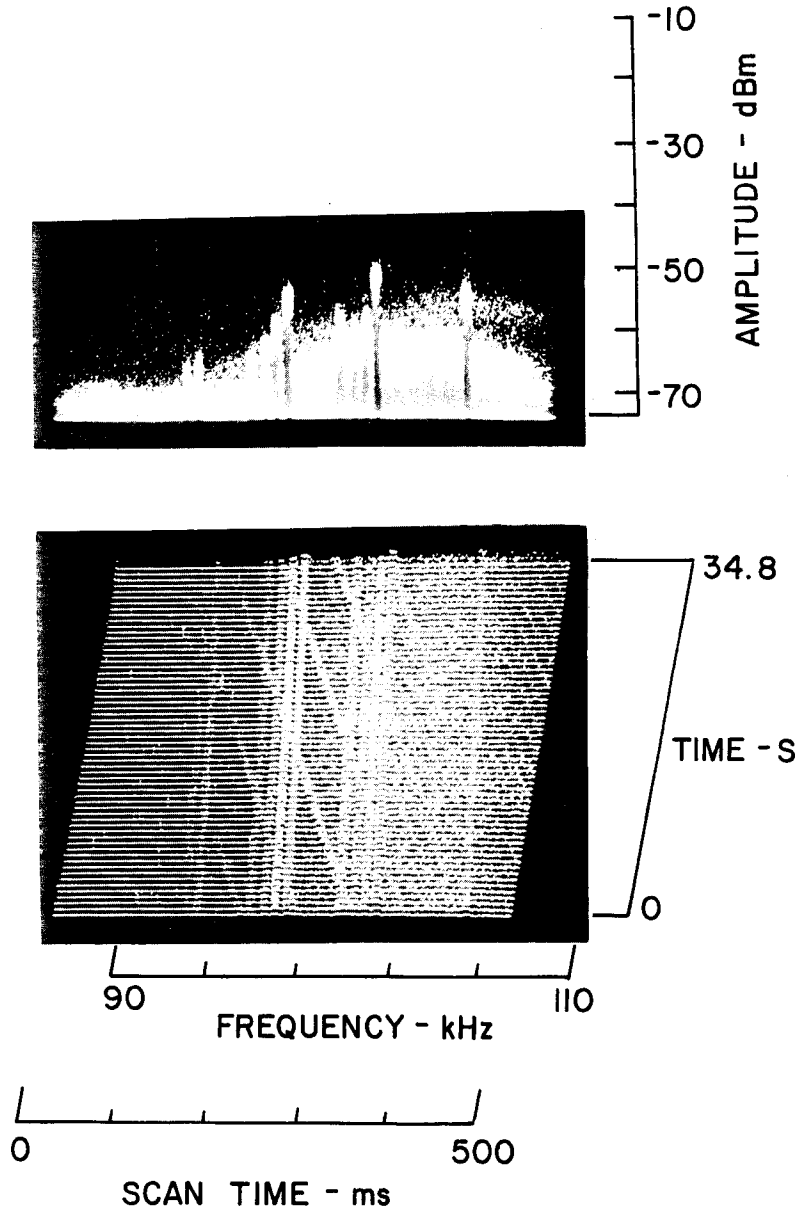 -10
-30
-50
-70
AMPLITUDE - dBm
34.8
TIME - S
0
90
110
FREQUENCY - kHz
0
500
SCAN TIME - ms